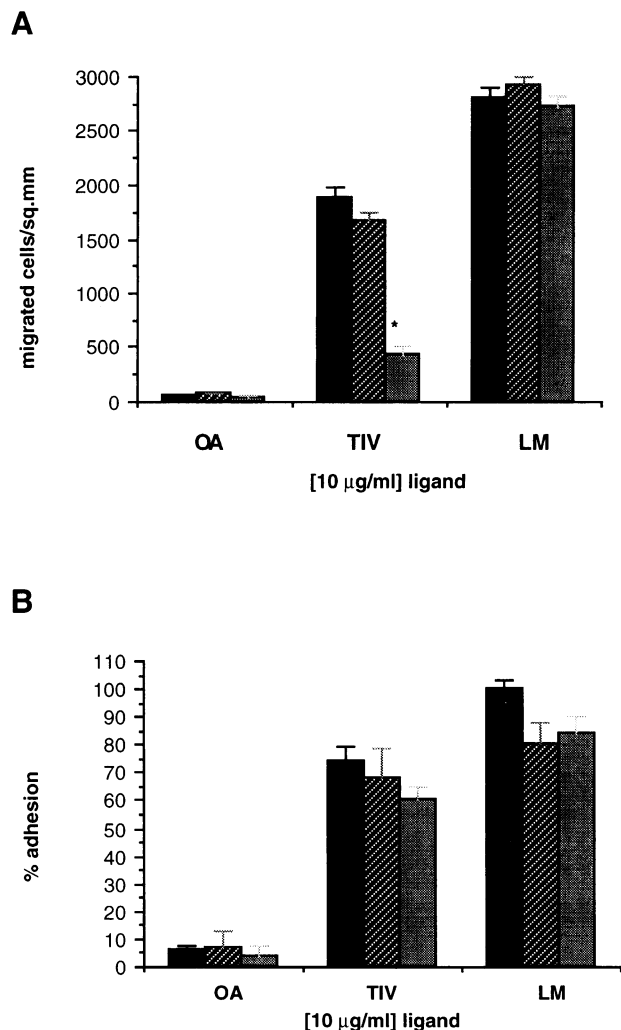 A
3000
2500
2000
1500
1000
500
0
migrated cells/sq.mm
*
OA TIV LM
[10 μg/ml] ligand
B
110
100
90
80
70
60
50
40
30
20
10
0
% adhesion
OA TIV LM
[10 μg/ml] ligand